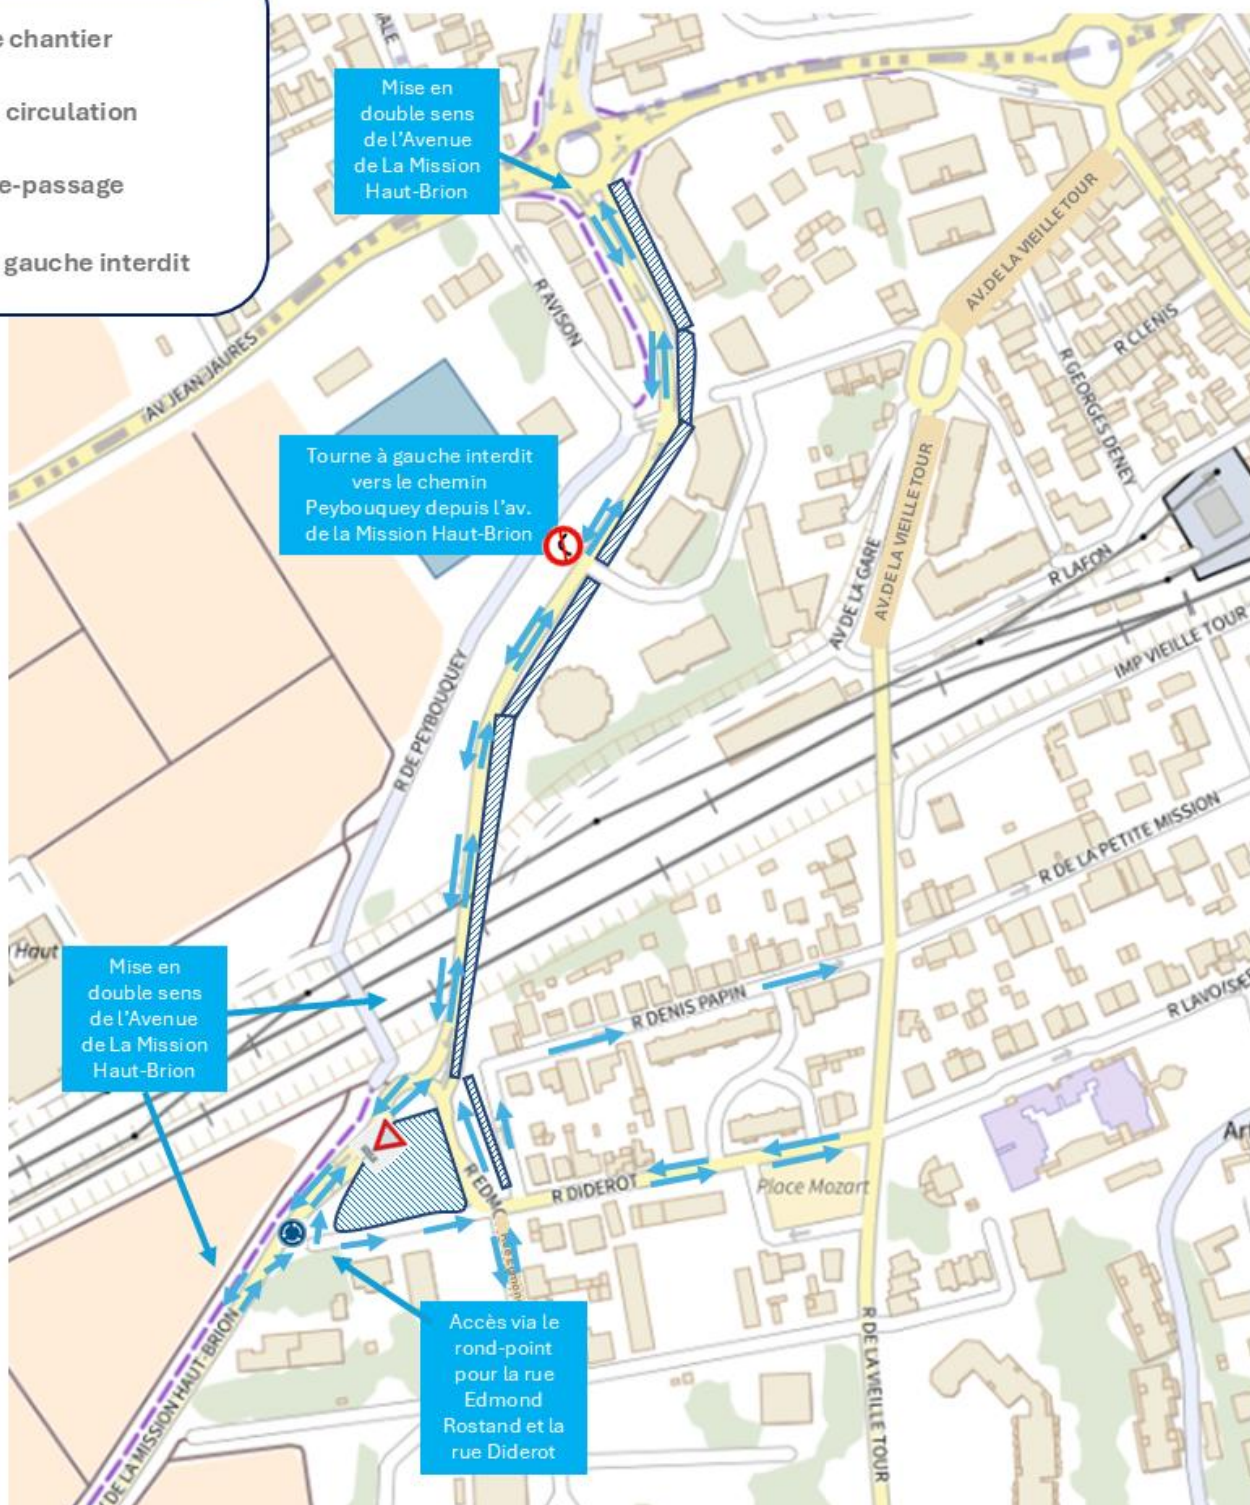 e chantier
circulation
e-passage
gauche interdit
Mise en
double sens
de l'Avenue
de La Mission
Haut-Brion
AV.DE LA VIEILLE TOUR
R AVISON
R CLENIS
R GEORGES DENEY
AV JEAN JAURES
Tourne à gauche interdit
vers le chemin
Peybouquey depuis l'av.
de la Mission Haut-Brion
AV.DE LA VIEILLE TOUR
AV DE LA GARE
R LAFON
IMP VIEILLE TOUR
R DE PEYBOUQUEY
R DE LA PETITE MISSION
Haut
Mise en
double sens
de l'Avenue
de La Mission
Haut-Brion
R DENIS PAPIN
R LAVOISE
R EDMO
R DIDEROT
Place Mozart
DE LA MISSION HAUT-BRION
Accès via le
rond-point
pour la rue
Edmond
Rostand et la
rue Diderot
R DE LA VIEILLE TOUR